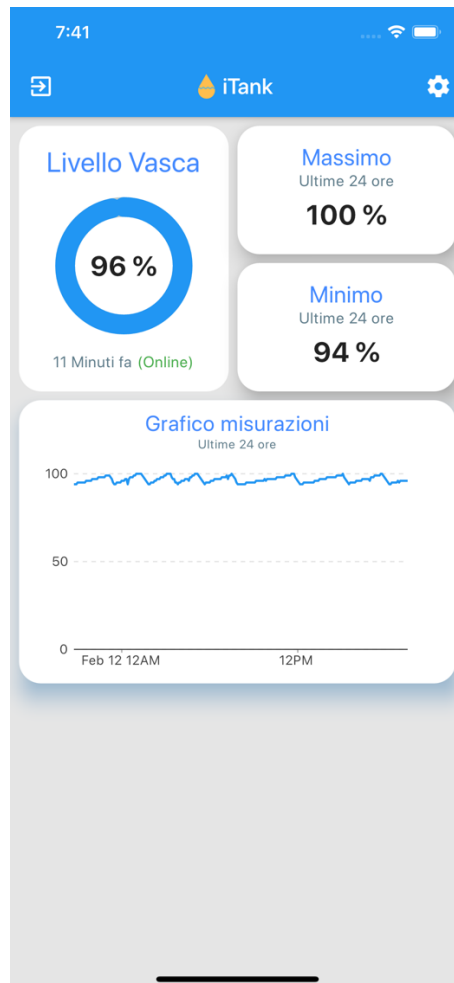 7:41
iTank
Livello Vasca
96 %
11 Minuti fa (Online)
Massimo
Ultime 24 ore
100 %
Minimo
Ultime 24 ore
94 %
Grafico misurazioni
Ultime 24 ore
100
50
0
Feb 12 12AM 12PM